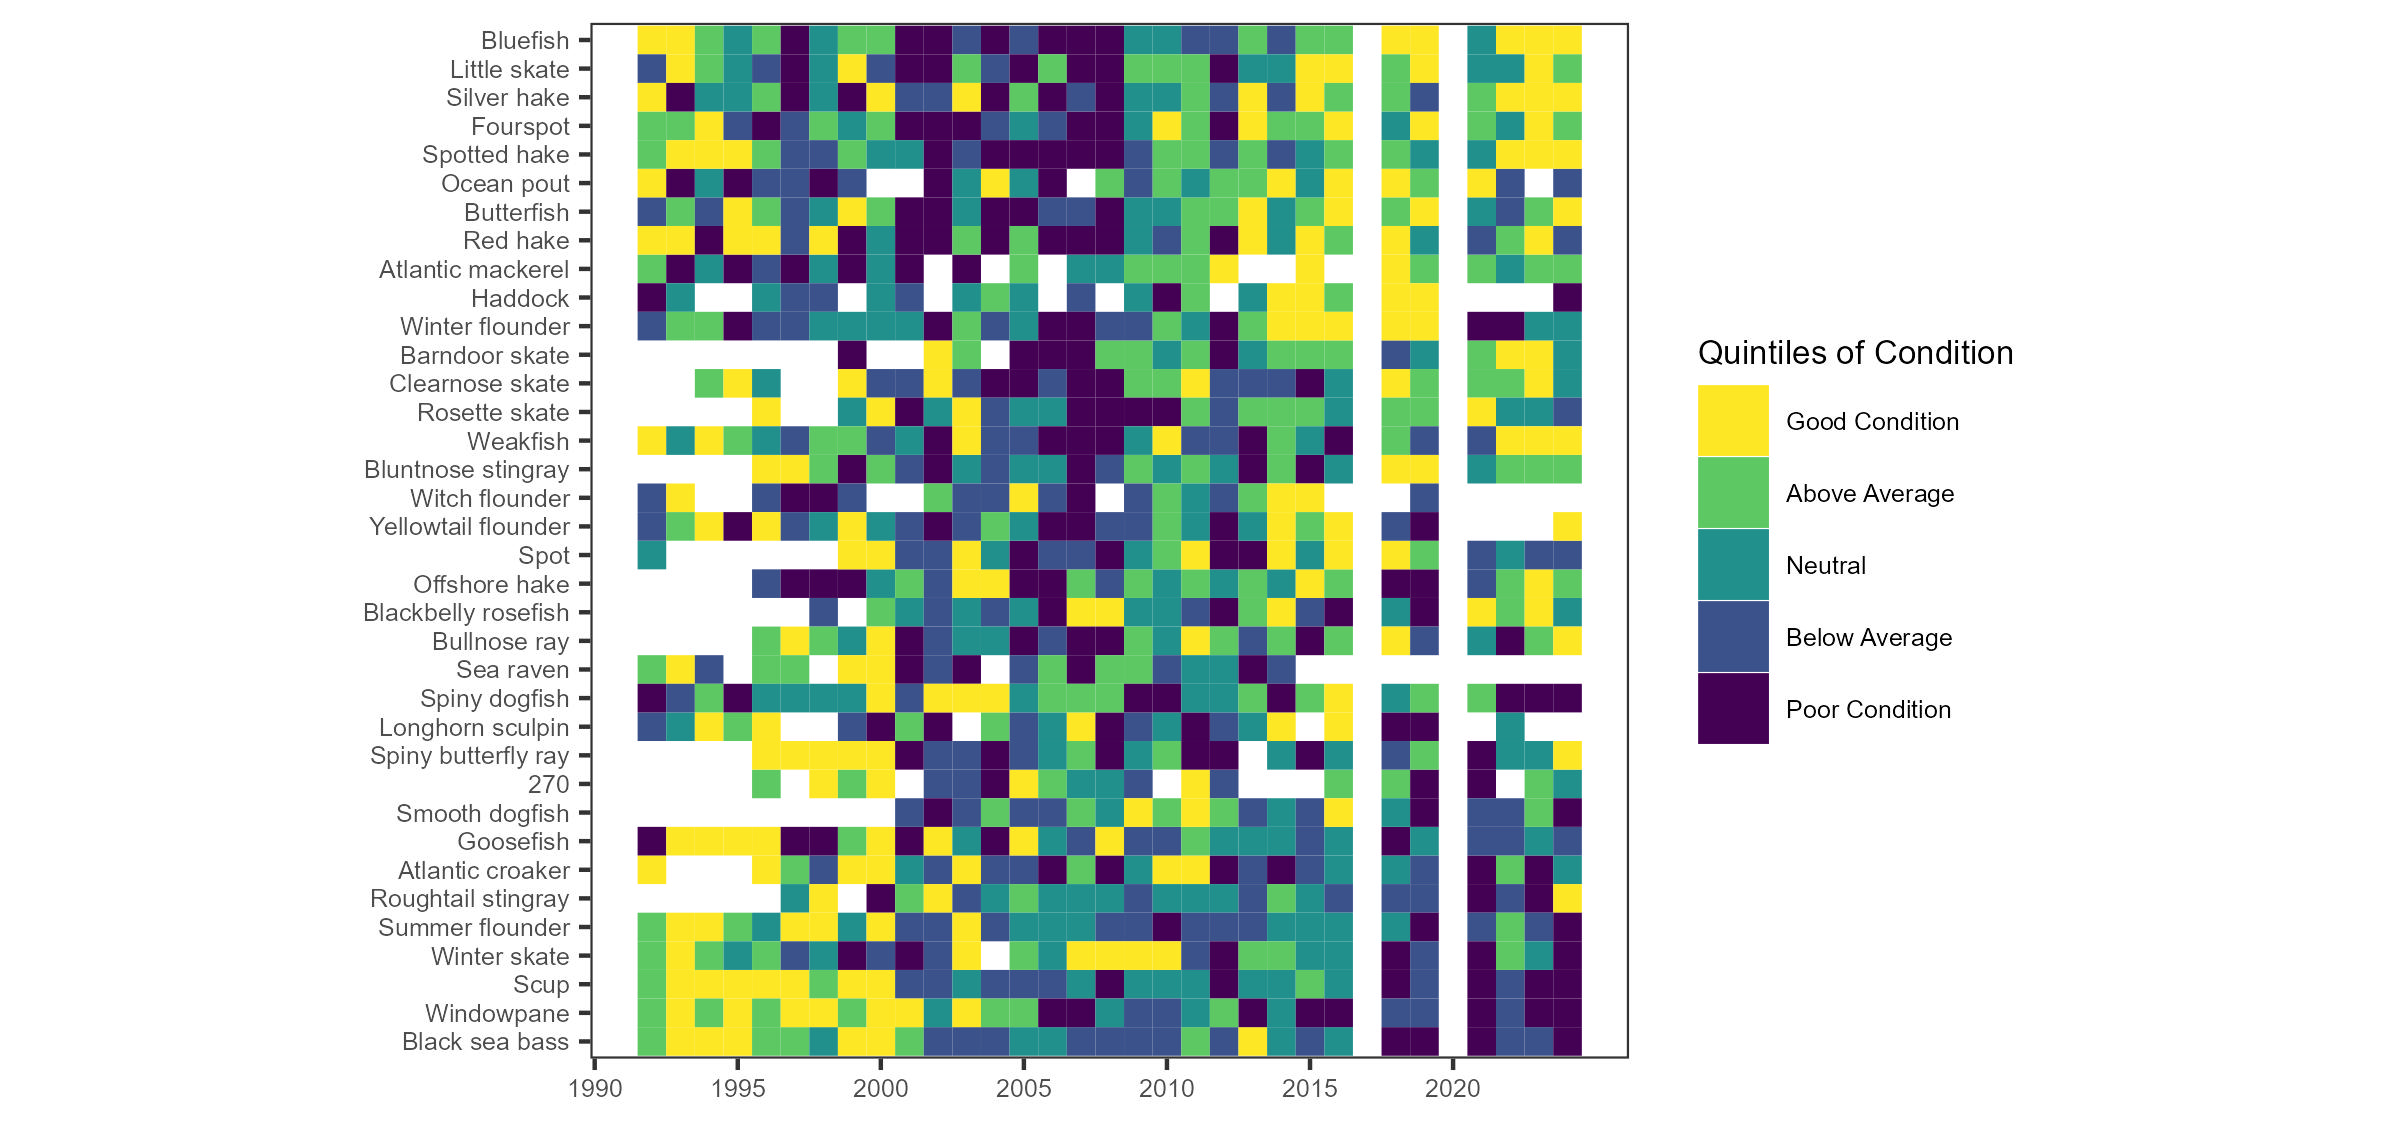 Bluefish
Little skate
Silver hake
Fourspot
Spotted hake
Ocean pout
Butterfish
Red hake
Atlantic mackerel
Haddock
Winter flounder
Barndoor skate
Clearnose skate
Rosette skate
Weakfish
Bluntnose stingray
Witch flounder
Yellowtail flounder
Spot
Offshore hake
Blackbelly rosefish
Bullnose ray
Sea raven
Spiny dogfish
Longhorn sculpin
Spiny butterfly ray
270
Smooth dogfish
Goosefish
Atlantic croaker
Roughtail stingray
Summer flounder
Winter skate
Scup
Windowpane
Black sea bass
1990 1995 2000 2005 2010 2015 2020
Quintiles of Condition
Good Condition
Above Average
Neutral
Below Average
Poor Condition